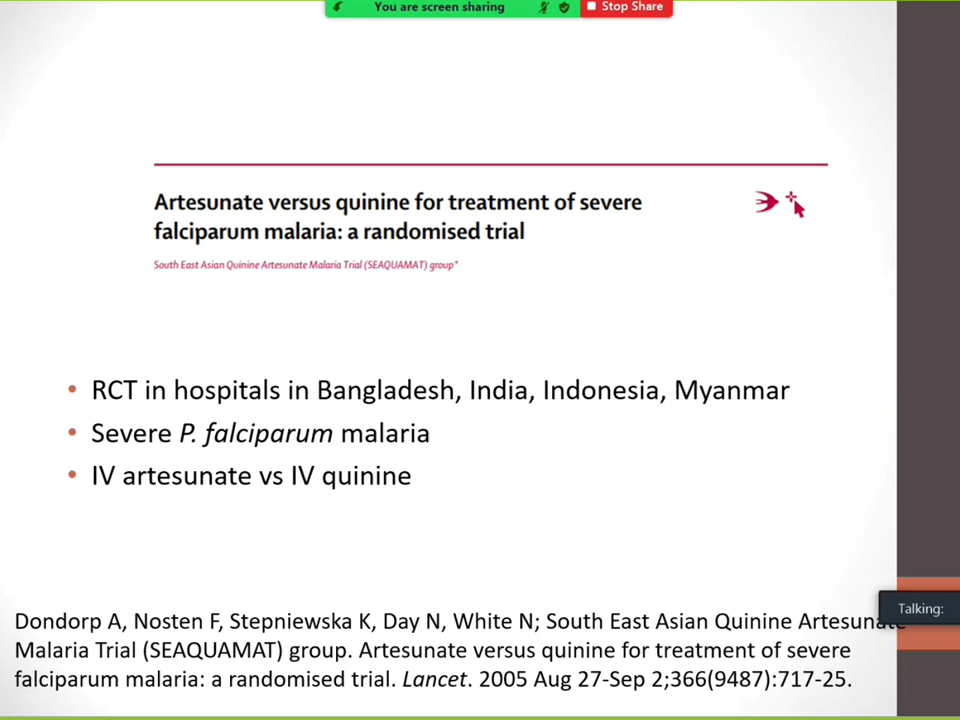 You are screen sharing
Stop Share
Artesunate versus quinine for treatment of severe
falciparum malaria: a randomised trial
South East Asian Quinine Artesunate Malaria Trial (SEAQUAMAT) group*
• RCT in hospitals in Bangladesh, India, Indonesia, Myanmar
• Severe P. falciparum malaria
• IV artesunate vs IV quinine
Talking:
Dondorp A, Nosten F, Stepniewska K, Day N, White N; South East Asian Quinine Artesunate
Malaria Trial (SEAQUAMAT) group. Artesunate versus quinine for treatment of severe
falciparum malaria: a randomised trial. Lancet. 2005 Aug 27-Sep 2;366(9487):717-25.